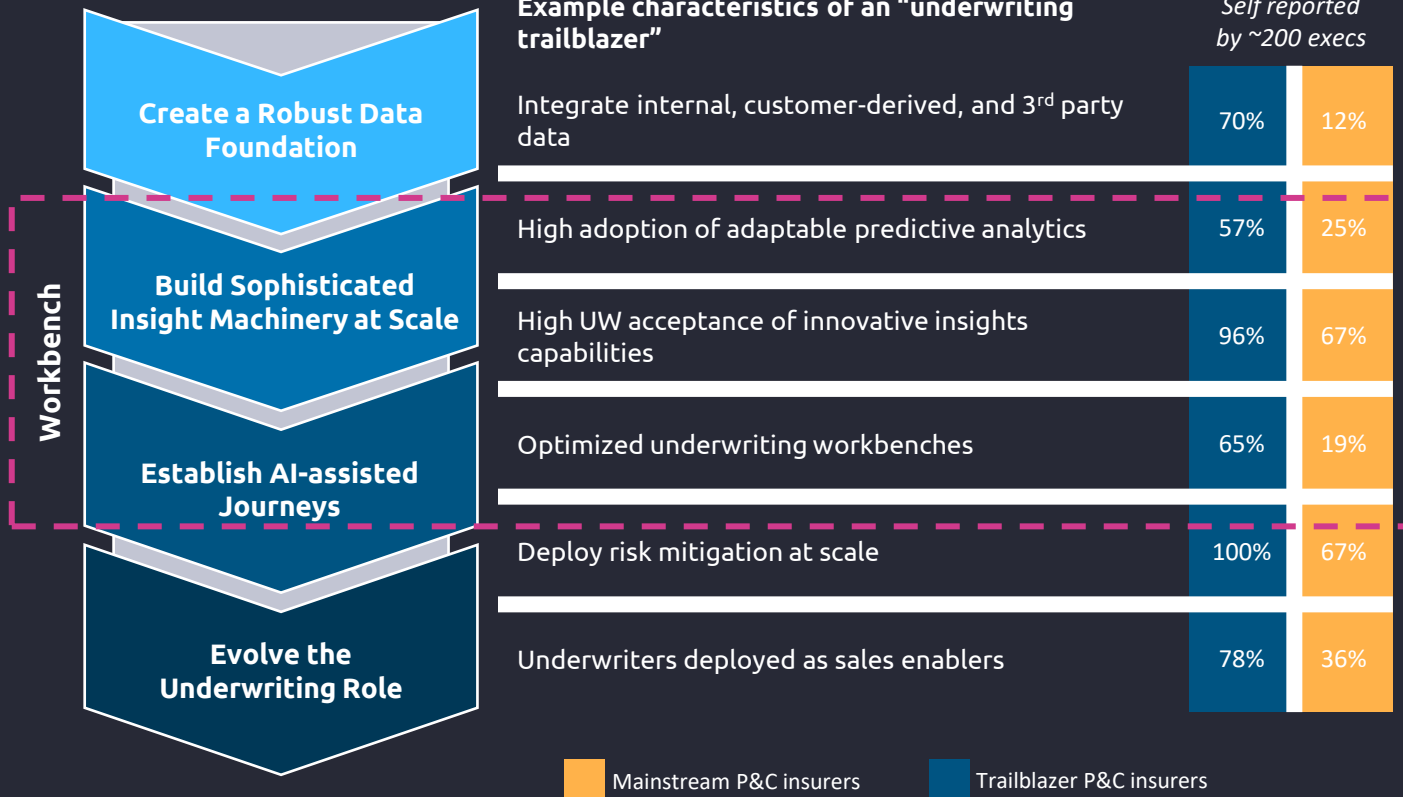 Example characteristics of an "underwriting
trailblazer”
Self reported
by ~200 execs
Create a Robust Data
Foundation
Integrate internal, customer-derived, and 3rd party
data
70%
12%
Workbench
Build Sophisticated
Insight Machinery at Scale
High adoption of adaptable predictive analytics
57%
25%
High UW acceptance of innovative insights
capabilities
96%
67%
Establish AI-assisted
Journeys
Optimized underwriting workbenches
65%
19%
Deploy risk mitigation at scale
100%
67%
Evolve the
Underwriting Role
Underwriters deployed as sales enablers
78%
36%
Mainstream P&C insurers
Trailblazer P&C insurers